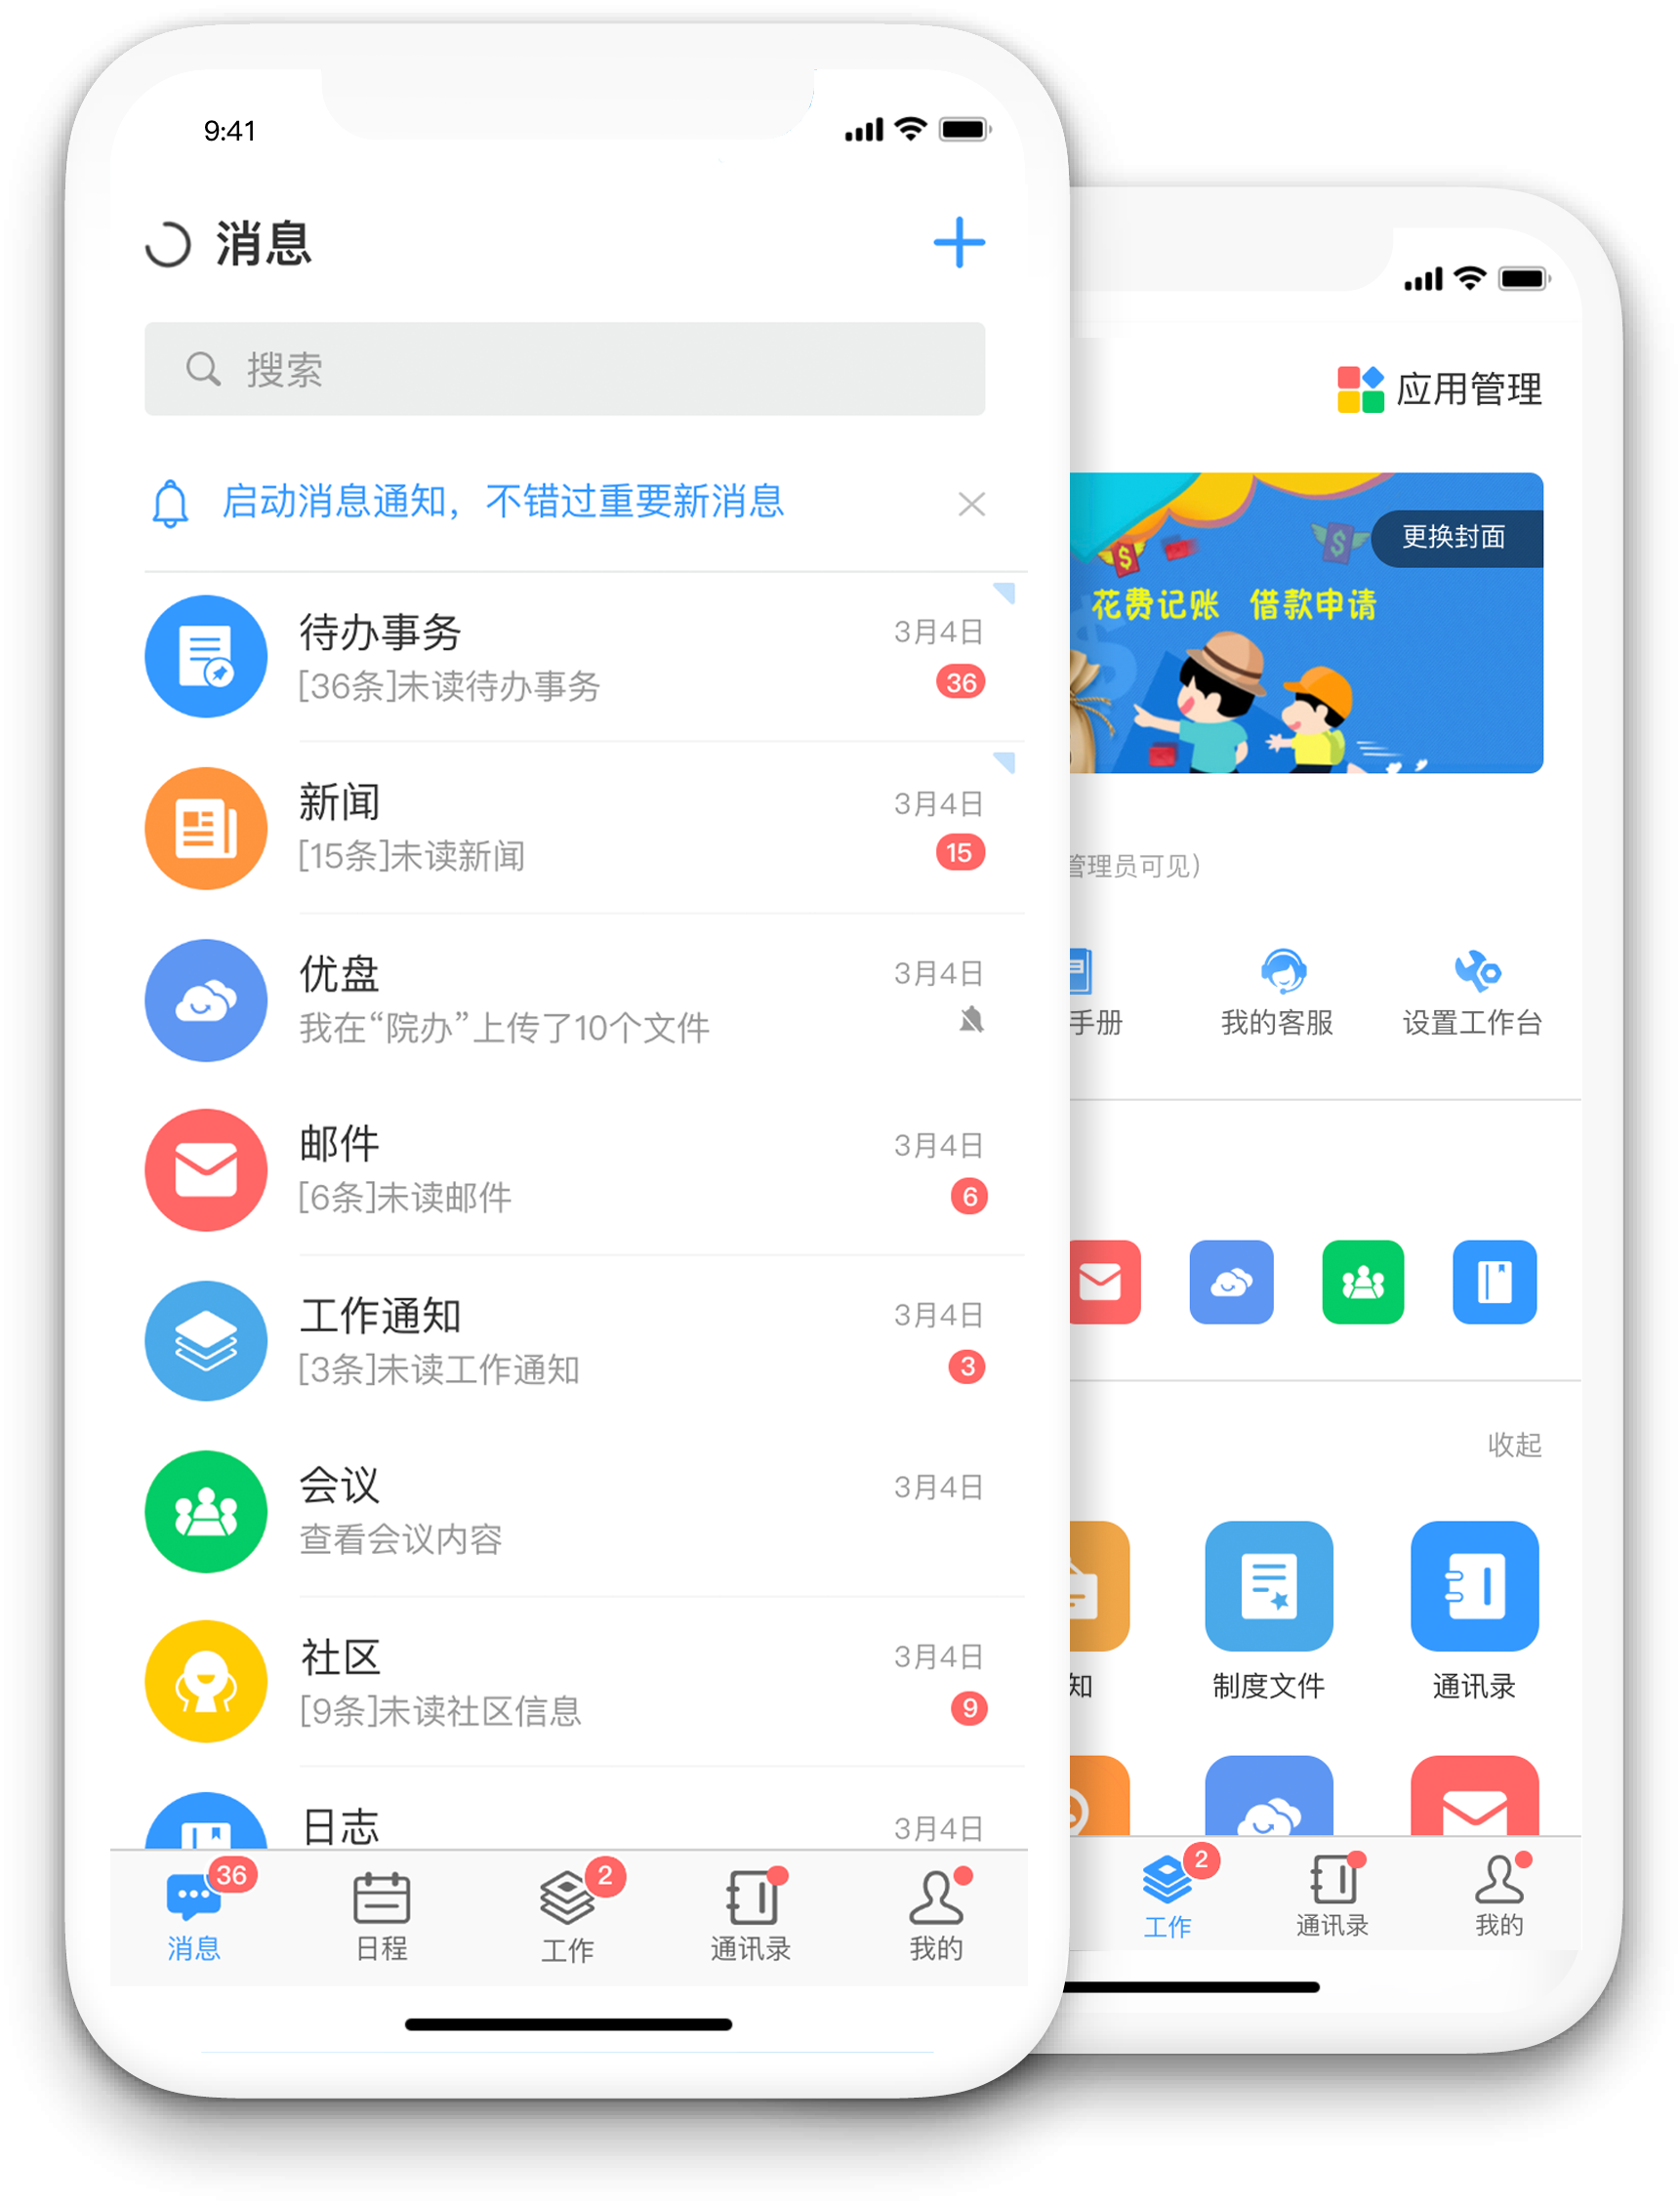 9:41
消息
搜索
启动消息通知，不错过重要新消息
待办事务
3月4日
[36条]未读待办事务
36
新闻
3月4日
[15条]未读新闻
15
优盘
3月4日
我在“院办”上传了10个文件
邮件
3月4日
[6条]未读邮件
6
工作通知
3月4日
[3条]未读工作通知
3
会议
3月4日
查看会议内容
社区
3月4日
[9条]未读社区信息
9
日志
3月4日
36
2
消息
日程
工作
通讯录
我的
应用管理
更换封面
花费记账 借款申请
管理员可见)
手册
我的客服
设置工作台
收起
知
制度文件
通讯录
2
工作
通讯录
我的